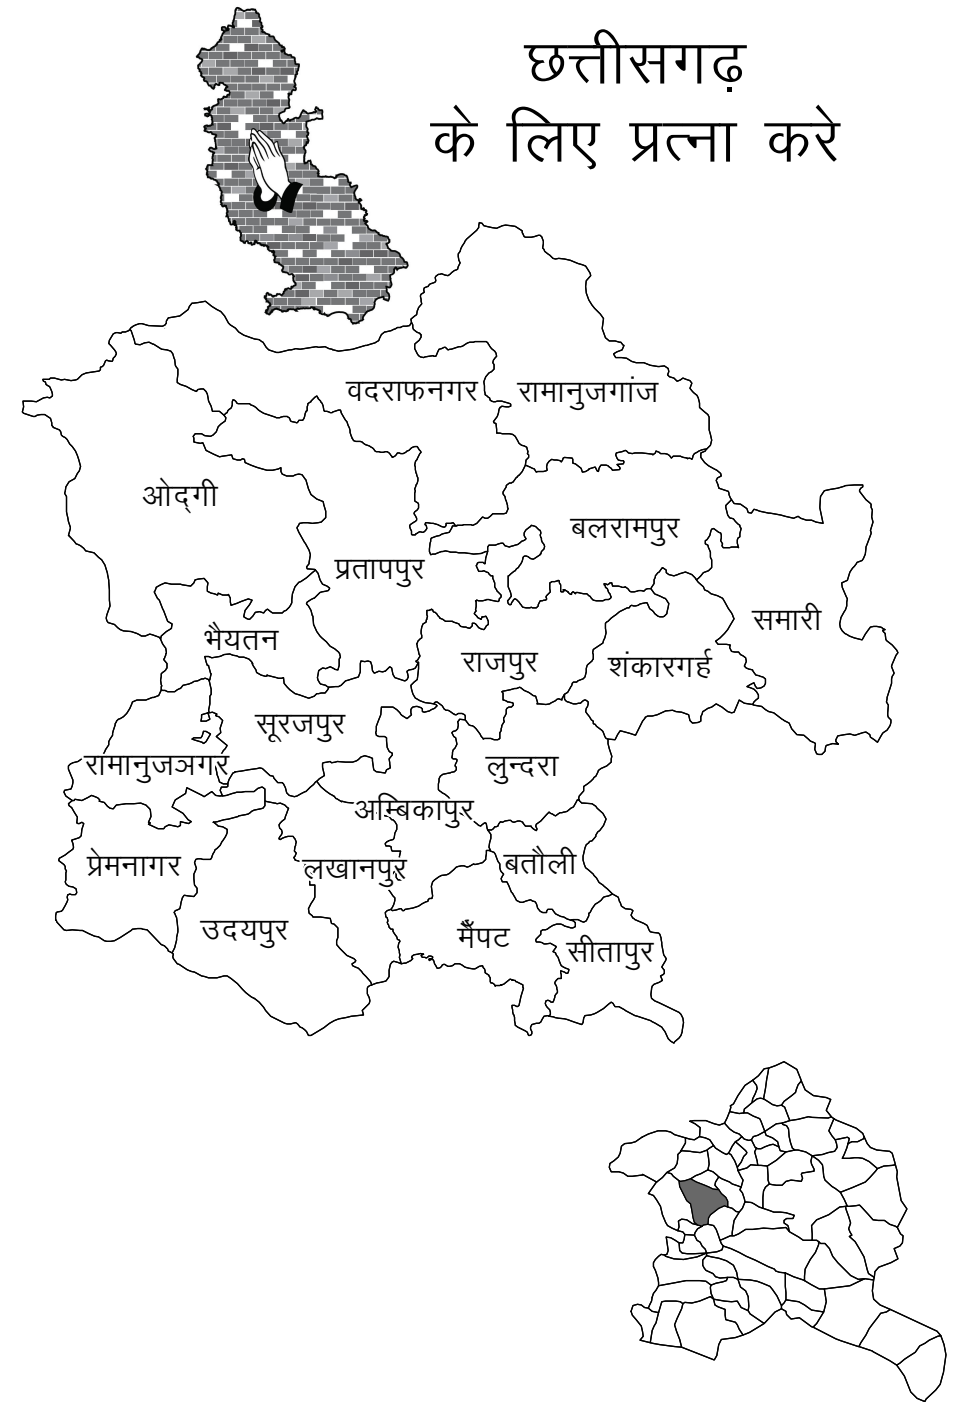 छत्तीसगढ़
के लिए प्रत्ना करे
वदराफनगर
रामानुजगांज
ओद्गी
बलरामपुर
प्रतापपुर
समारी
भैयतन
राजपुर
शंकारगर्ह
सूरजपुर
रामानुजञगर
लुन्दरा
अम्बिकापुर
प्रेमनागर
लखानपुर
बतौली
उदयपुर
मैंपट
सीतापुर